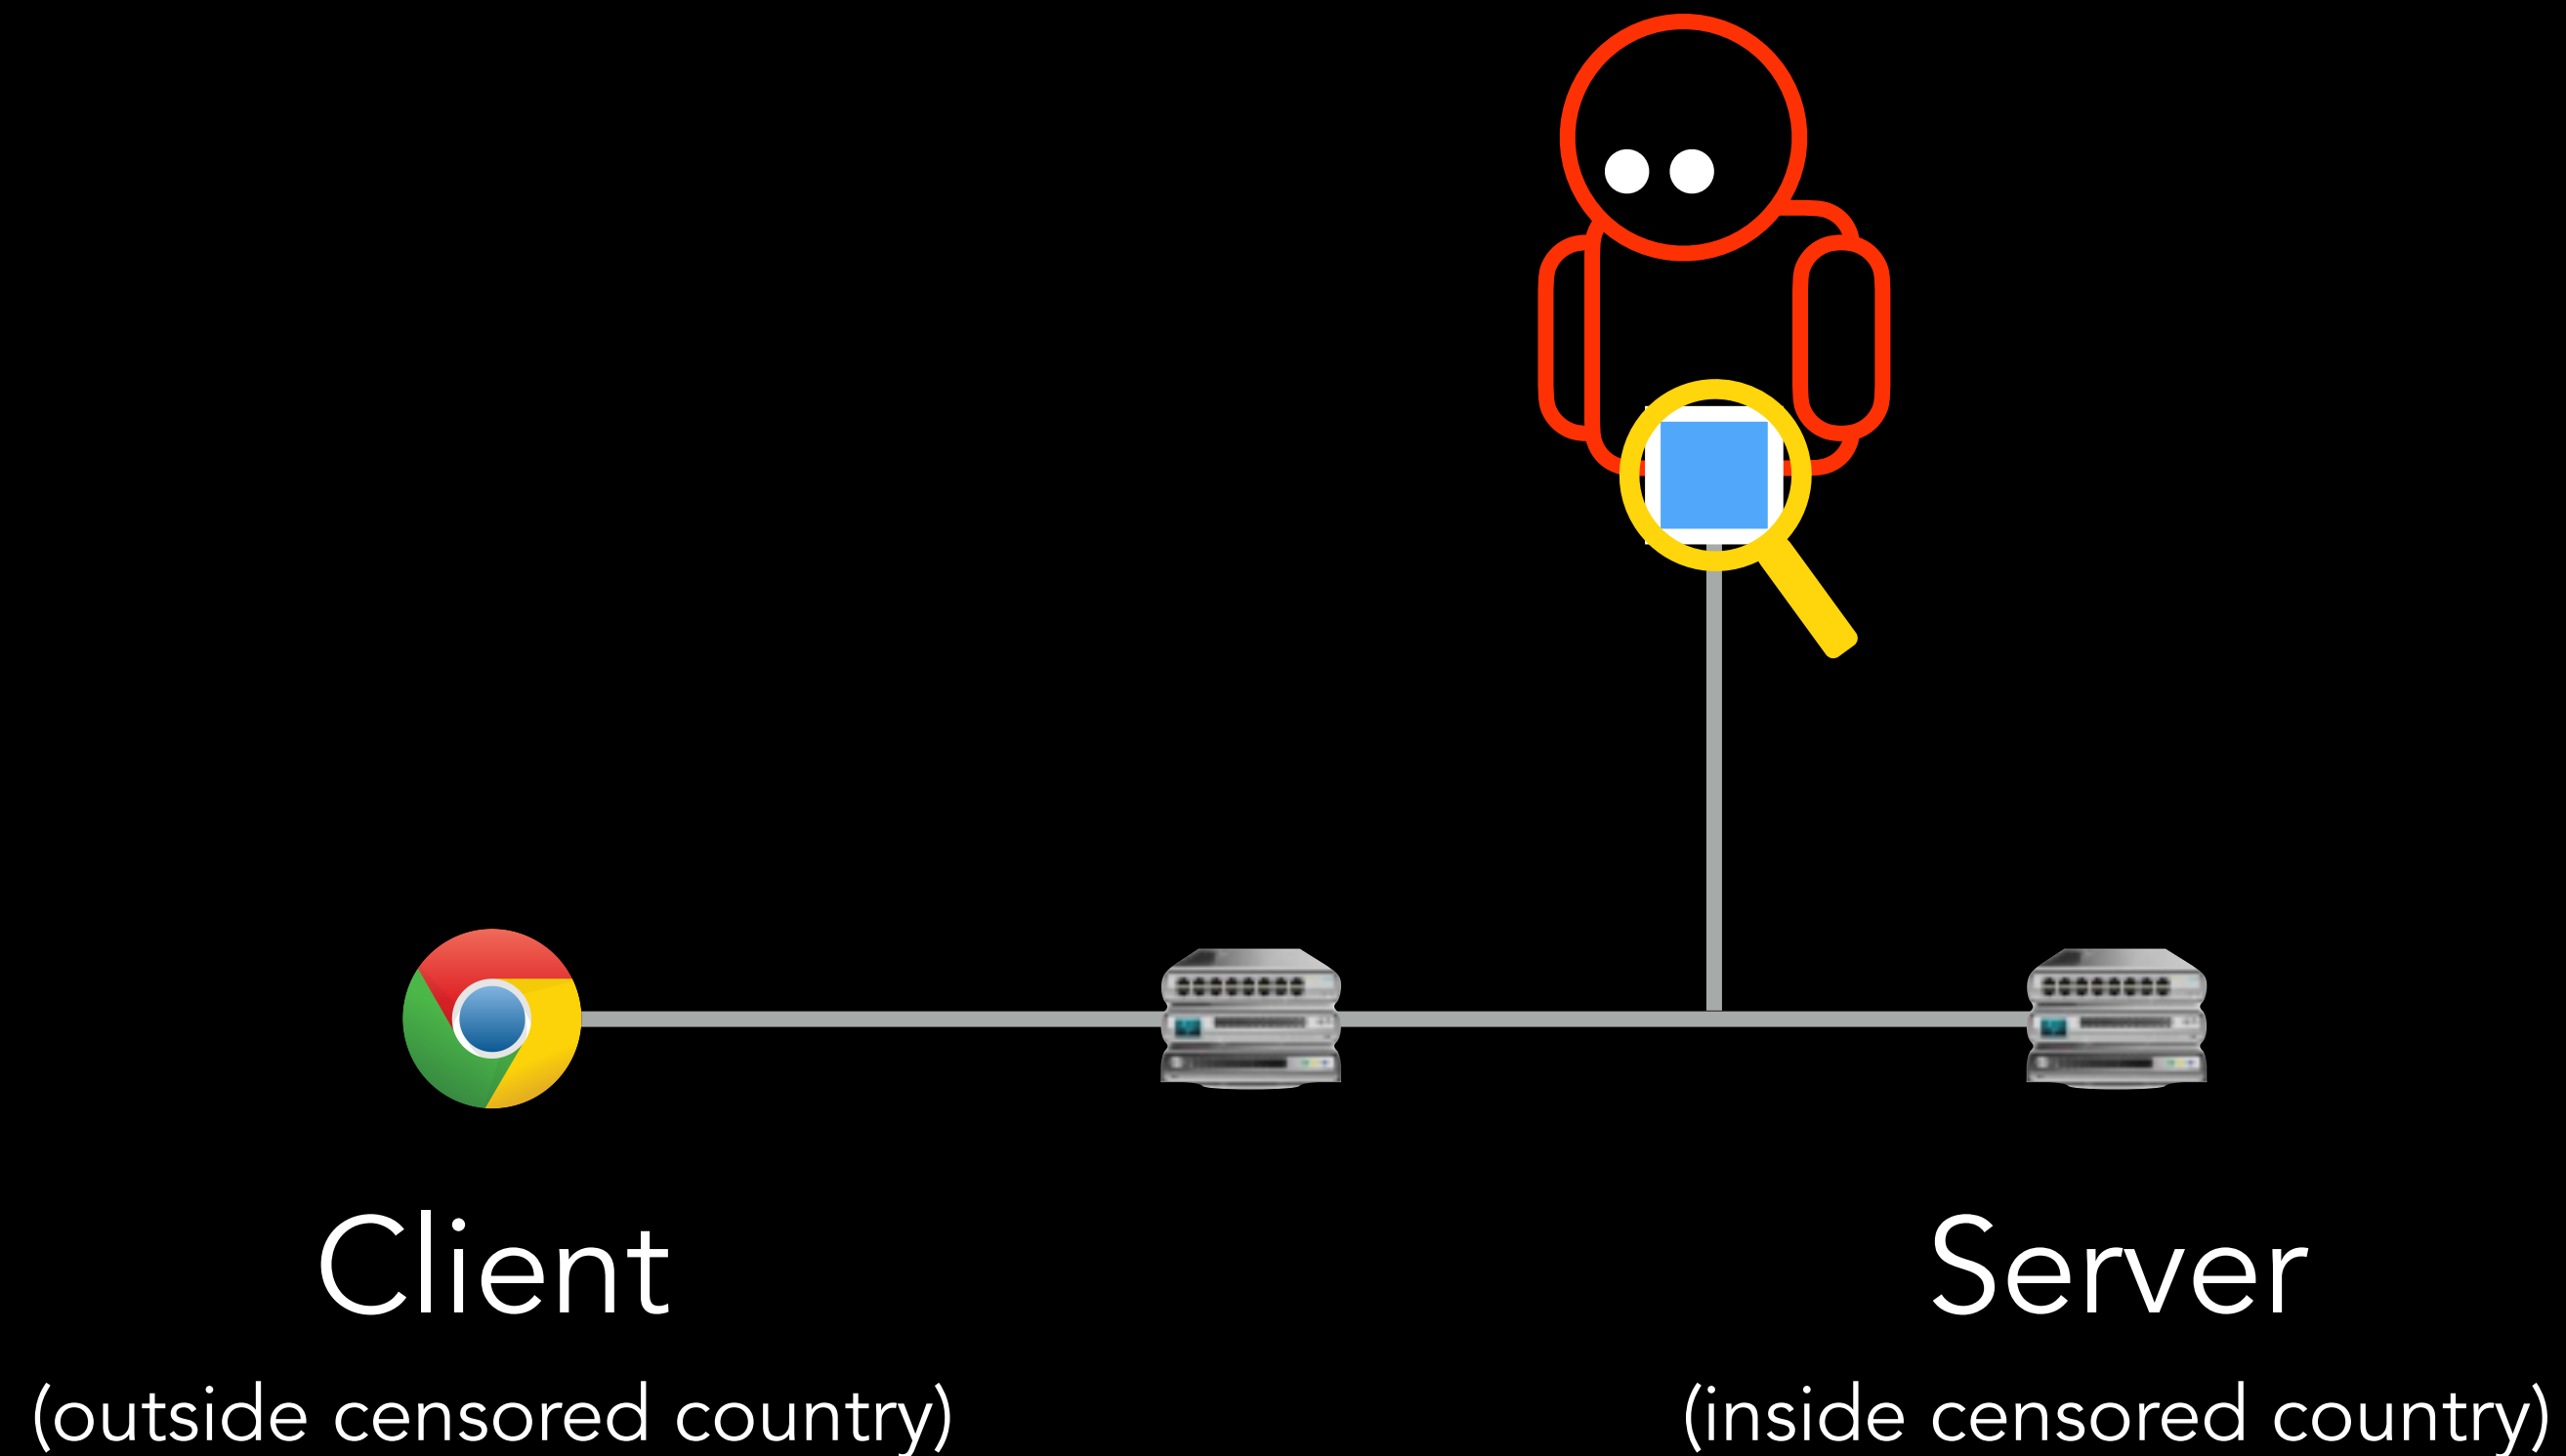 Client
Server
(outside censored country)
(inside censored country)